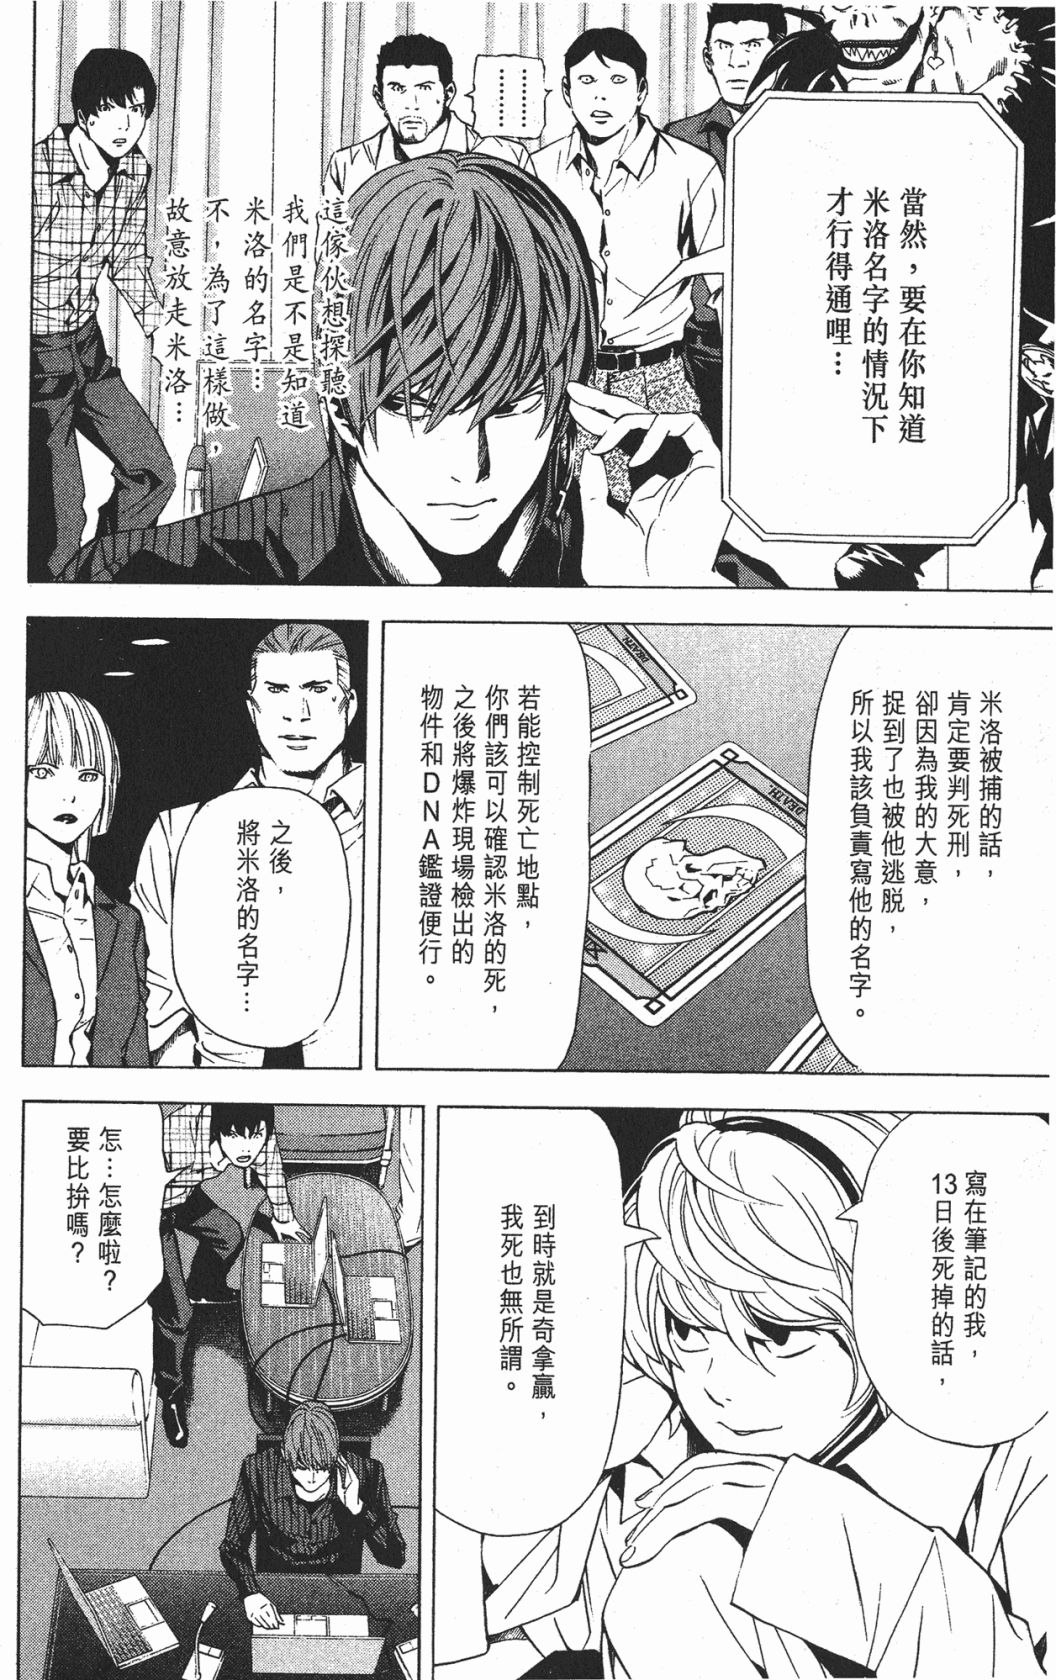 當然，要在你知道
米洛名字的情況下
才行得通哩…
…………
這傢伙想探聽
我們是不是知道
米洛的名字…
不，為了這樣做，
故意放走米洛…
米洛被捕的話，
肯定要判死刑，
卻因為我的大意，
捉到了也被他逃脫，
所以我該負責寫他的名字。
DEATH
DEATH
XIII
若能控制死亡地點，
你們該可以確認米洛的死，
之後將爆炸現場檢出的
物件和DNA鑑證便行。
之後，
將米洛的名字…
寫在筆記的我，
13日後死掉的話，
到時就是奇拿贏，
我死也無所謂。
怎…怎麼啦？
要比拚嗎？